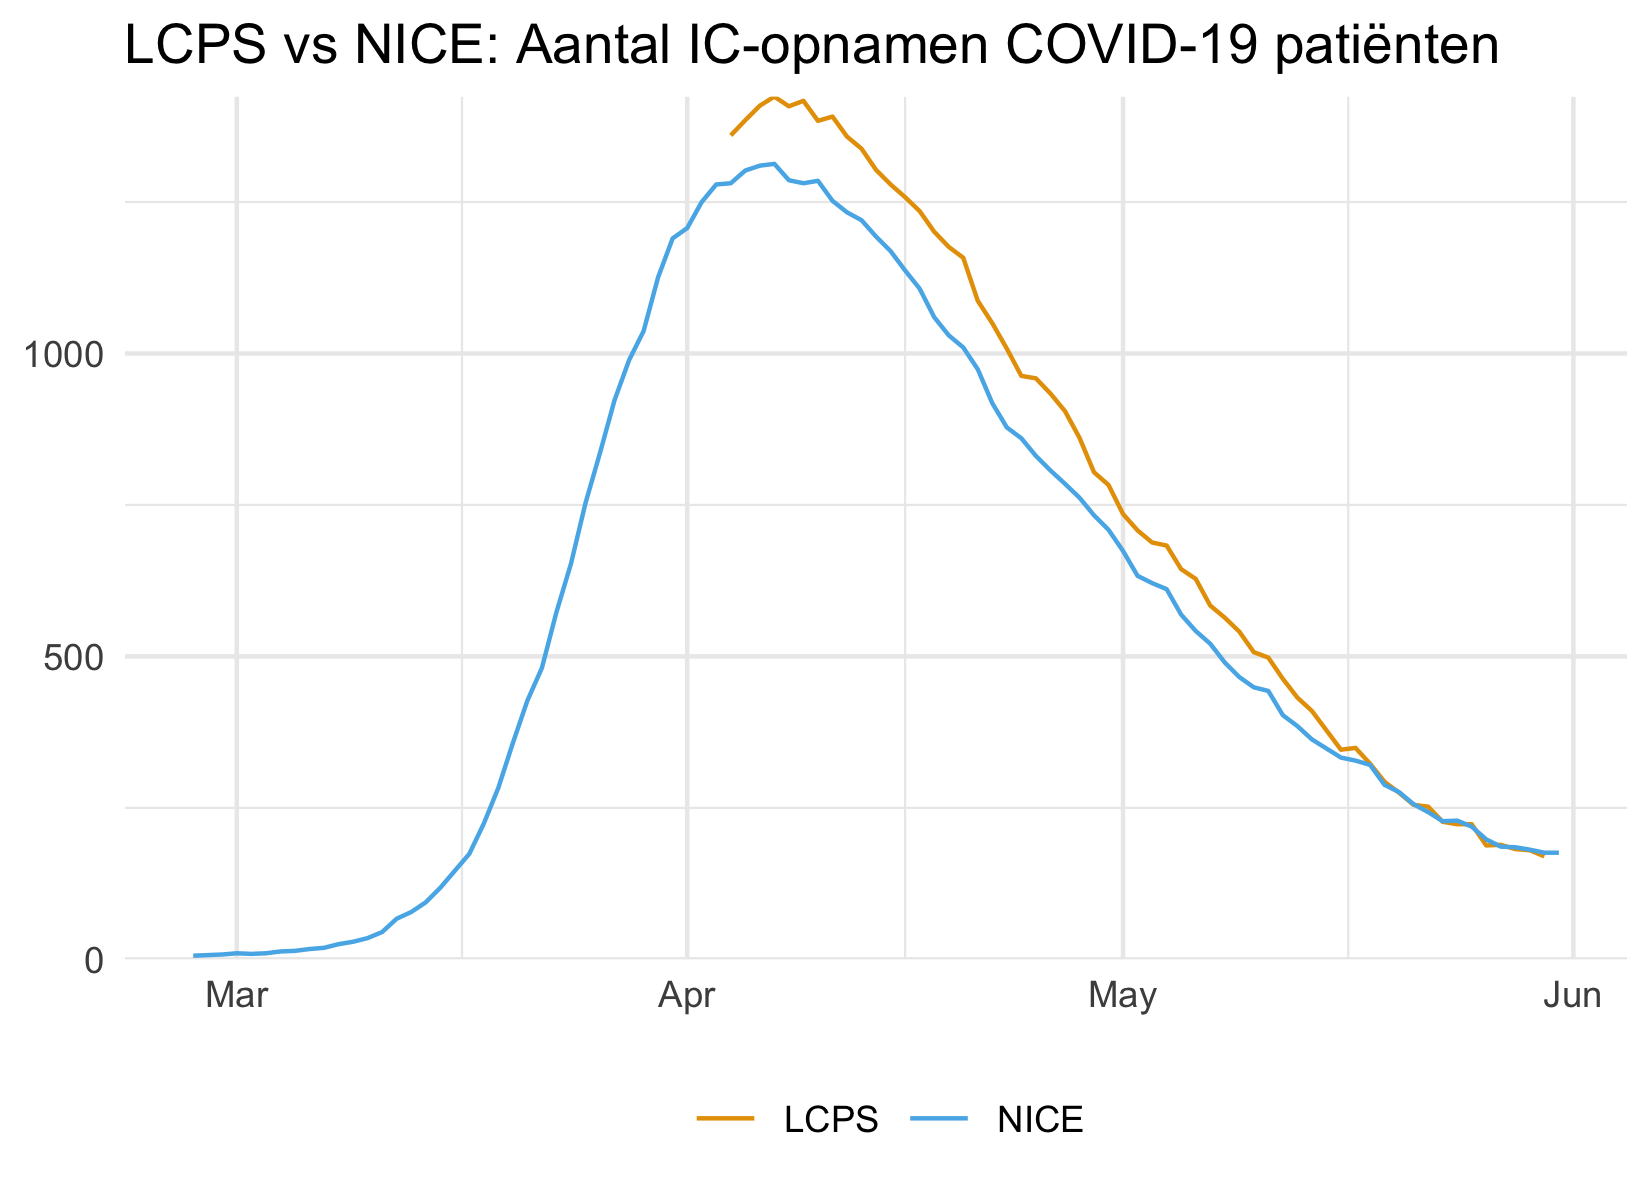 LCPS vs NICE: Aantal IC-opnamen COVID-19 patiënten
1000
500
0
Mar Apr May Jun
LCPS NICE